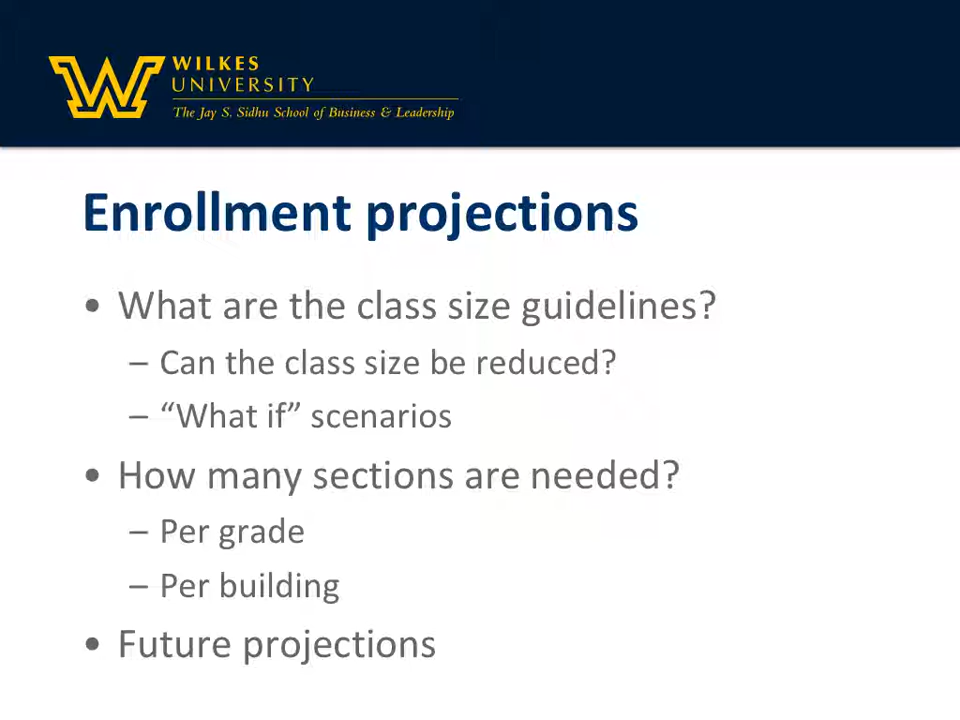 WILKES
UNIVERSITY
The Jay S. Sidhu School of Business & Leadership
Enrollment projections
• What are the class size guidelines?
– Can the class size be reduced?
– “What if” scenarios
• How many sections are needed?
– Per grade
– Per building
• Future projections